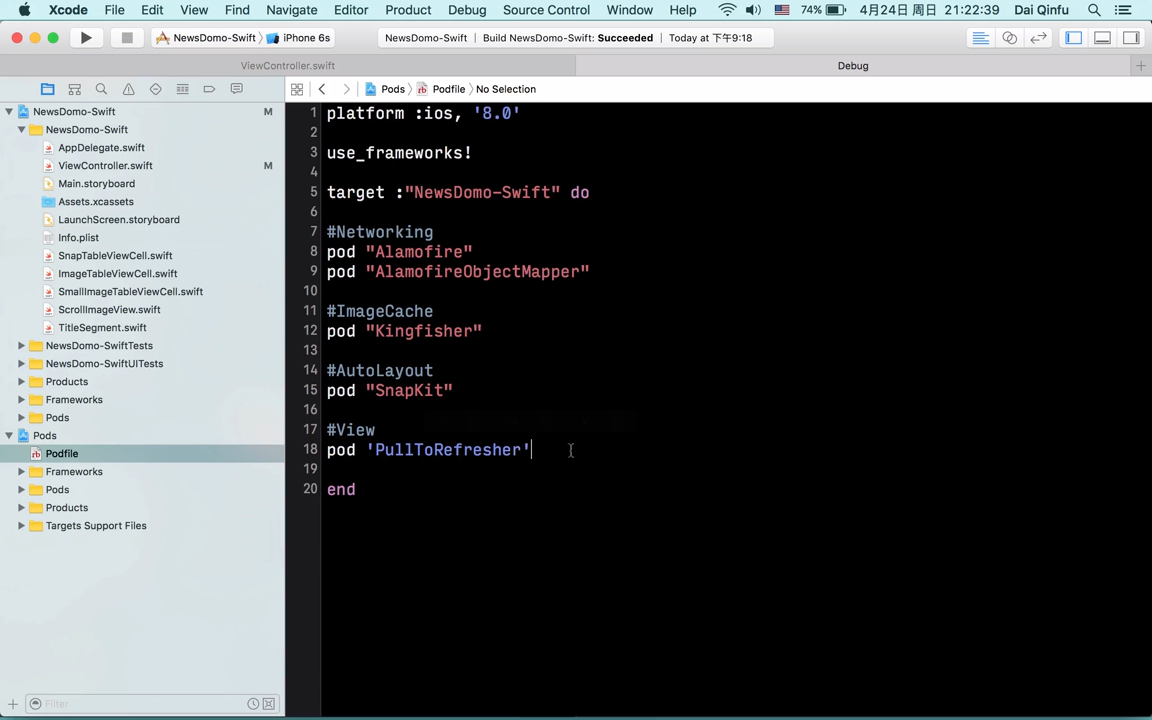 Xcode File Edit View Find Navigate Editor Product Debug Source Control Window Help 74% 4月24日 周日 21:22:39 Dai Qinfu
NewsDomo-Swift iPhone 6s NewsDomo-Swift | Build NewsDomo-Swift: Succeeded | Today at 下午9:18
ViewController.swift Debug +
Pods Podfile No Selection
NewsDomo-Swift M
NewsDomo-Swift
AppDelegate.swift
ViewController.swift M
Main.storyboard
Assets.xcassets
LaunchScreen.storyboard
Info.plist
SnapTableViewCell.swift
ImageTableViewCell.swift
SmallImageTableViewCell.swift
ScrollImageView.swift
TitleSegment.swift
NewsDomo-SwiftTests
NewsDomo-SwiftUITests
Products
Frameworks
Pods
Pods
Podfile
Frameworks
Pods
Products
Targets Support Files
Filter
1 platform :ios, '8.0'
2
3 use_frameworks!
4
5 target :"NewsDomo-Swift" do
6
7 #Networking
8 pod "Alamofire"
9 pod "AlamofireObjectMapper"
10
11 #ImageCache
12 pod "Kingfisher"
13
14 #AutoLayout
15 pod "SnapKit"
16
17 #View
18 pod 'PullToRefresher'
19
20 end